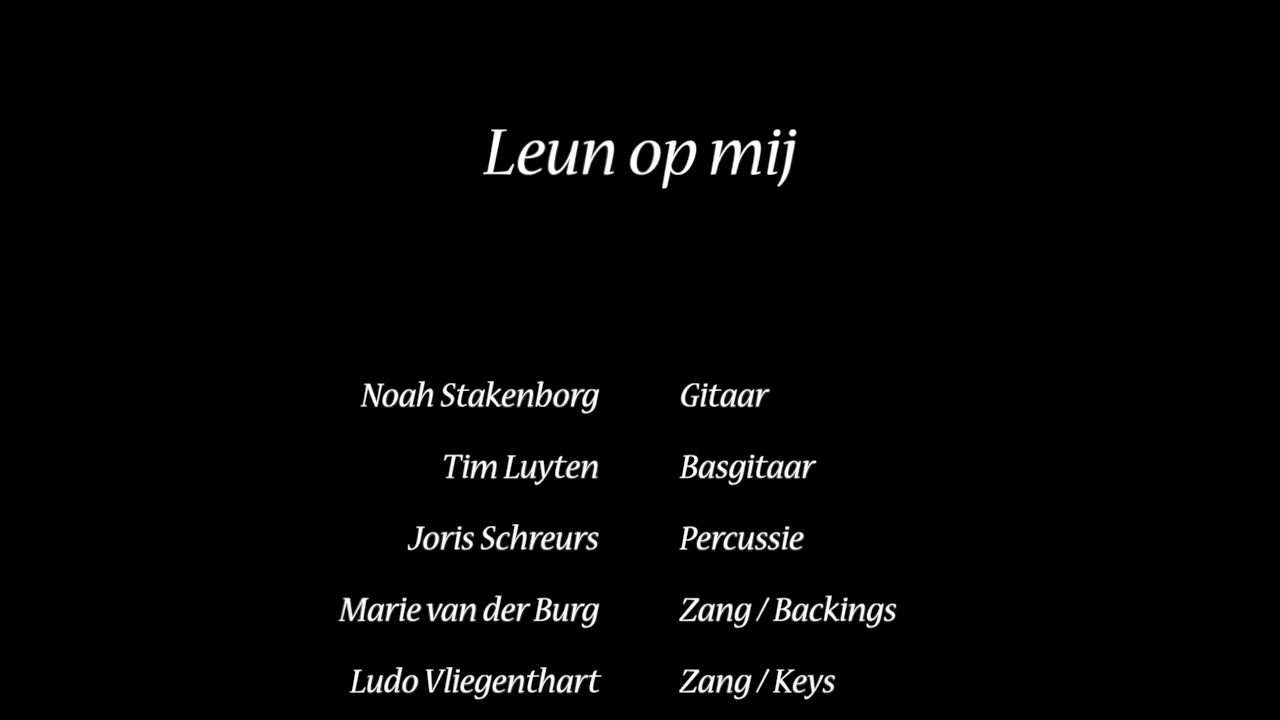 Leun op mij
Noah Stakenborg Gitaar
Tim Luyten Basgitaar
Joris Schreurs Percussie
Marie van der Burg Zang / Backings
Ludo Vliegenthart Zang / Keys